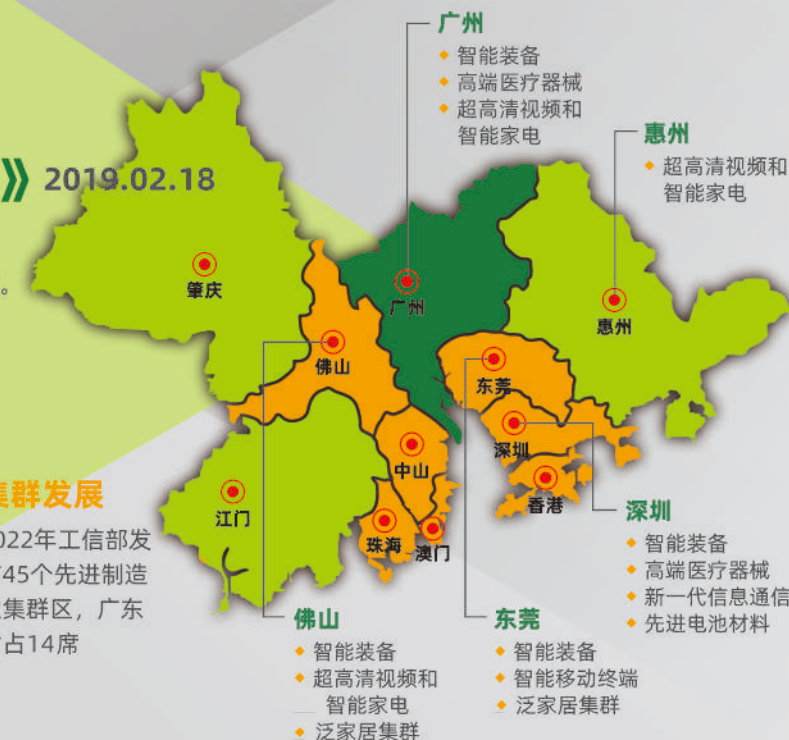 广州
智能装备
高端医疗器械
超高清视频和
智能家电
惠州
超高清视频和
智能家电
2019.02.18
。
肇庆
广州
惠州
佛山
东莞
深圳
中山
香港
江门
珠海
澳门
集群发展
022年工信部发
45个先进制造
集群区，广东
占14席
深圳
智能装备
高端医疗器械
新一代信息通信
先进电池材料
佛山
智能装备
超高清视频和
智能家电
泛家居集群
东莞
智能装备
智能移动终端
泛家居集群